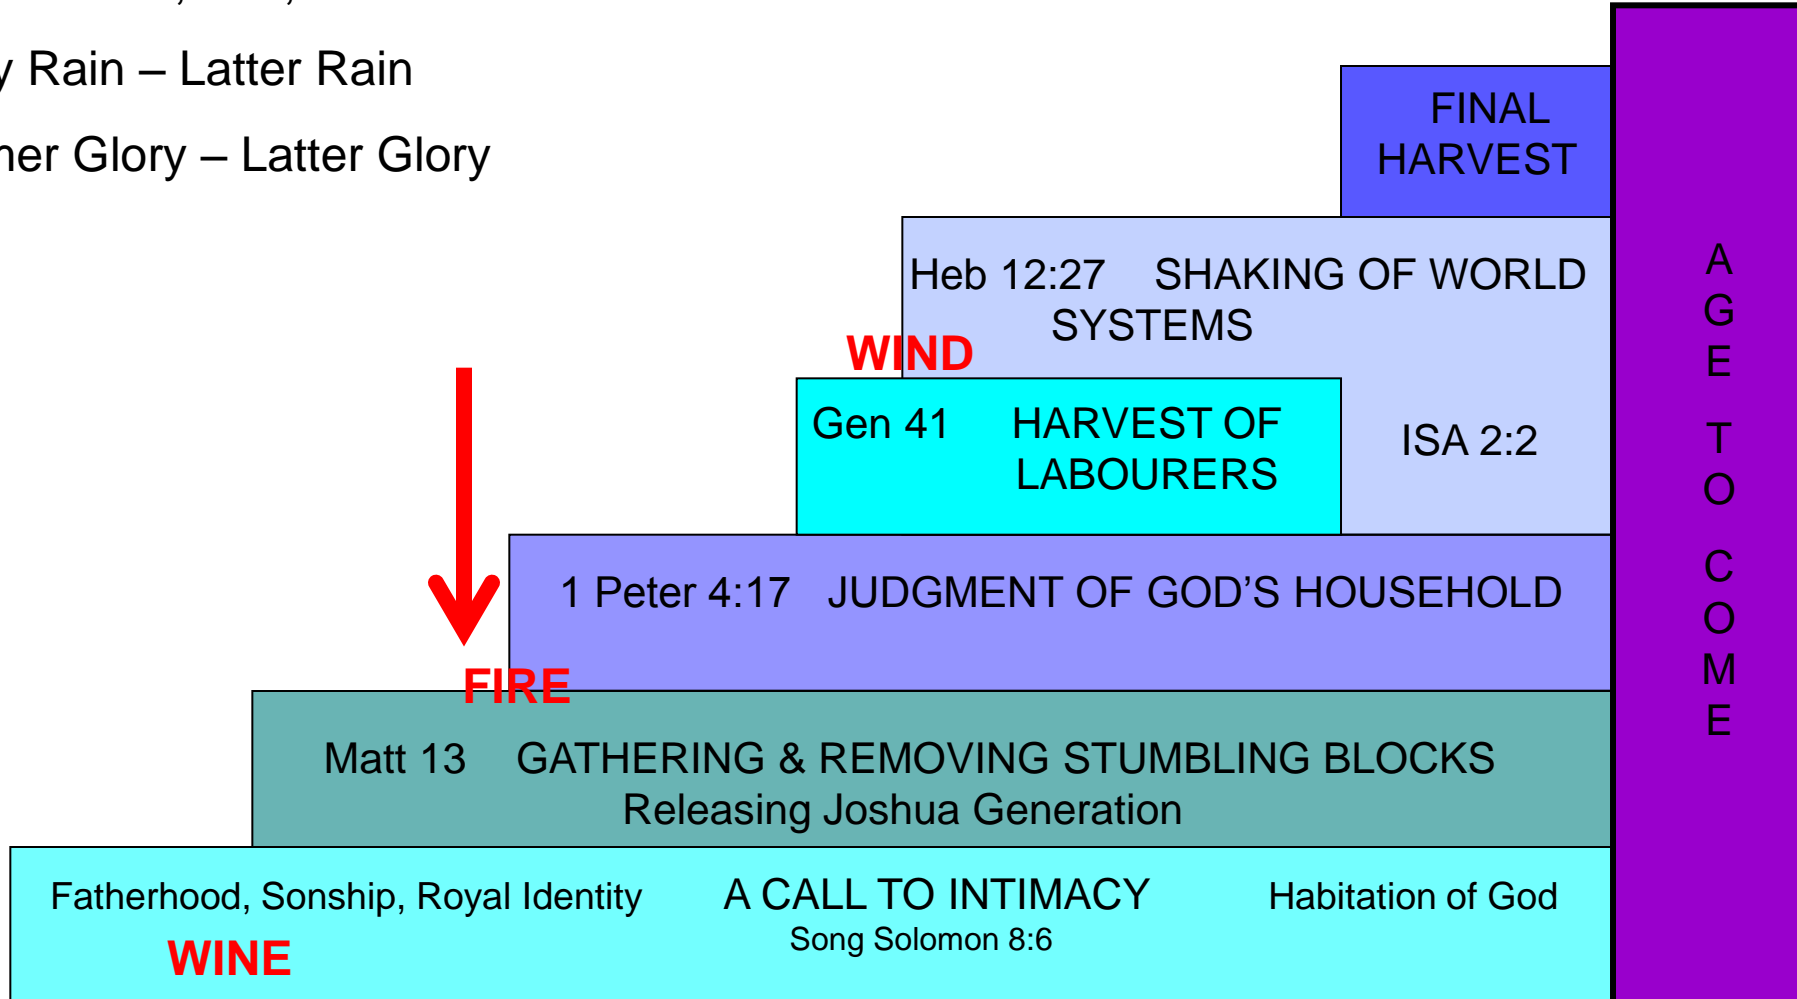 Rain – Latter Rain
Glory – Latter Glory
FINAL
HARVEST
Heb 12:27 SHAKING OF WORLD
SYSTEMS
WIND
Gen 41 HARVEST OF
LABOURERS
ISA 2:2
1 Peter 4:17 JUDGMENT OF GOD’S HOUSEHOLD
FIRE
Matt 13 GATHERING & REMOVING STUMBLING BLOCKS
Releasing Joshua Generation
Fatherhood, Sonship, Royal Identity A CALL TO INTIMACY Habitation of God
Song Solomon 8:6
WINE
AGE TO COME